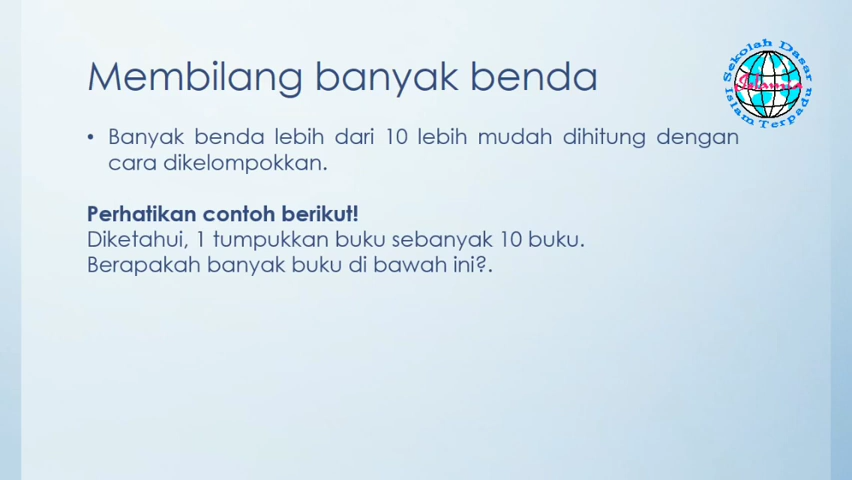 Membilang banyak benda
• Banyak benda lebih dari 10 lebih mudah dihitung dengan
cara dikelompokkan.
Perhatikan contoh berikut!
Diketahui, 1 tumpukkan buku sebanyak 10 buku.
Berapakah banyak buku di bawah ini?.
Sekolah Dasar
Islamia
Islam Terpadu